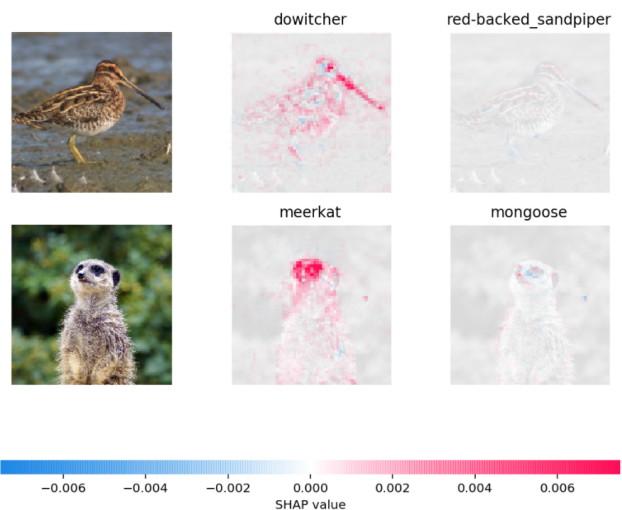 dowitcher
red-backed_sandpiper
meerkat
mongoose
−0.006 −0.004 −0.002 0.000 0.002 0.004 0.006
SHAP value